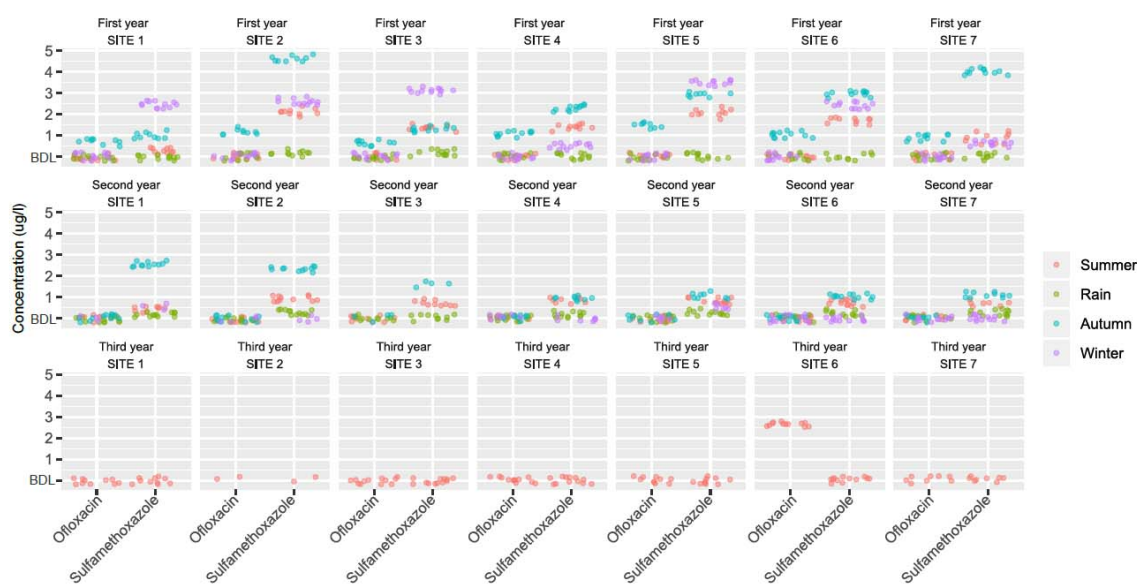 First year First year First year First year First year First year First year
SITE 1 SITE 2 SITE 3 SITE 4 SITE 5 SITE 6 SITE 7
5
4
3
2
1
BDL
Second year Second year Second year Second year Second year Second year Second year
SITE 1 SITE 2 SITE 3 SITE 4 SITE 5 SITE 6 SITE 7
5
4
3
2
1
BDL
Concentration (ug/l)
Summer
Rain
Autumn
Winter
Third year Third year Third year Third year Third year Third year Third year
SITE 1 SITE 2 SITE 3 SITE 4 SITE 5 SITE 6 SITE 7
5
4
3
2
1
BDL
Ofloxacin Sulfamethoxazole Ofloxacin Sulfamethoxazole Ofloxacin Sulfamethoxazole Ofloxacin Sulfamethoxazole Ofloxacin Sulfamethoxazole Ofloxacin Sulfamethoxazole Ofloxacin Sulfamethoxazole